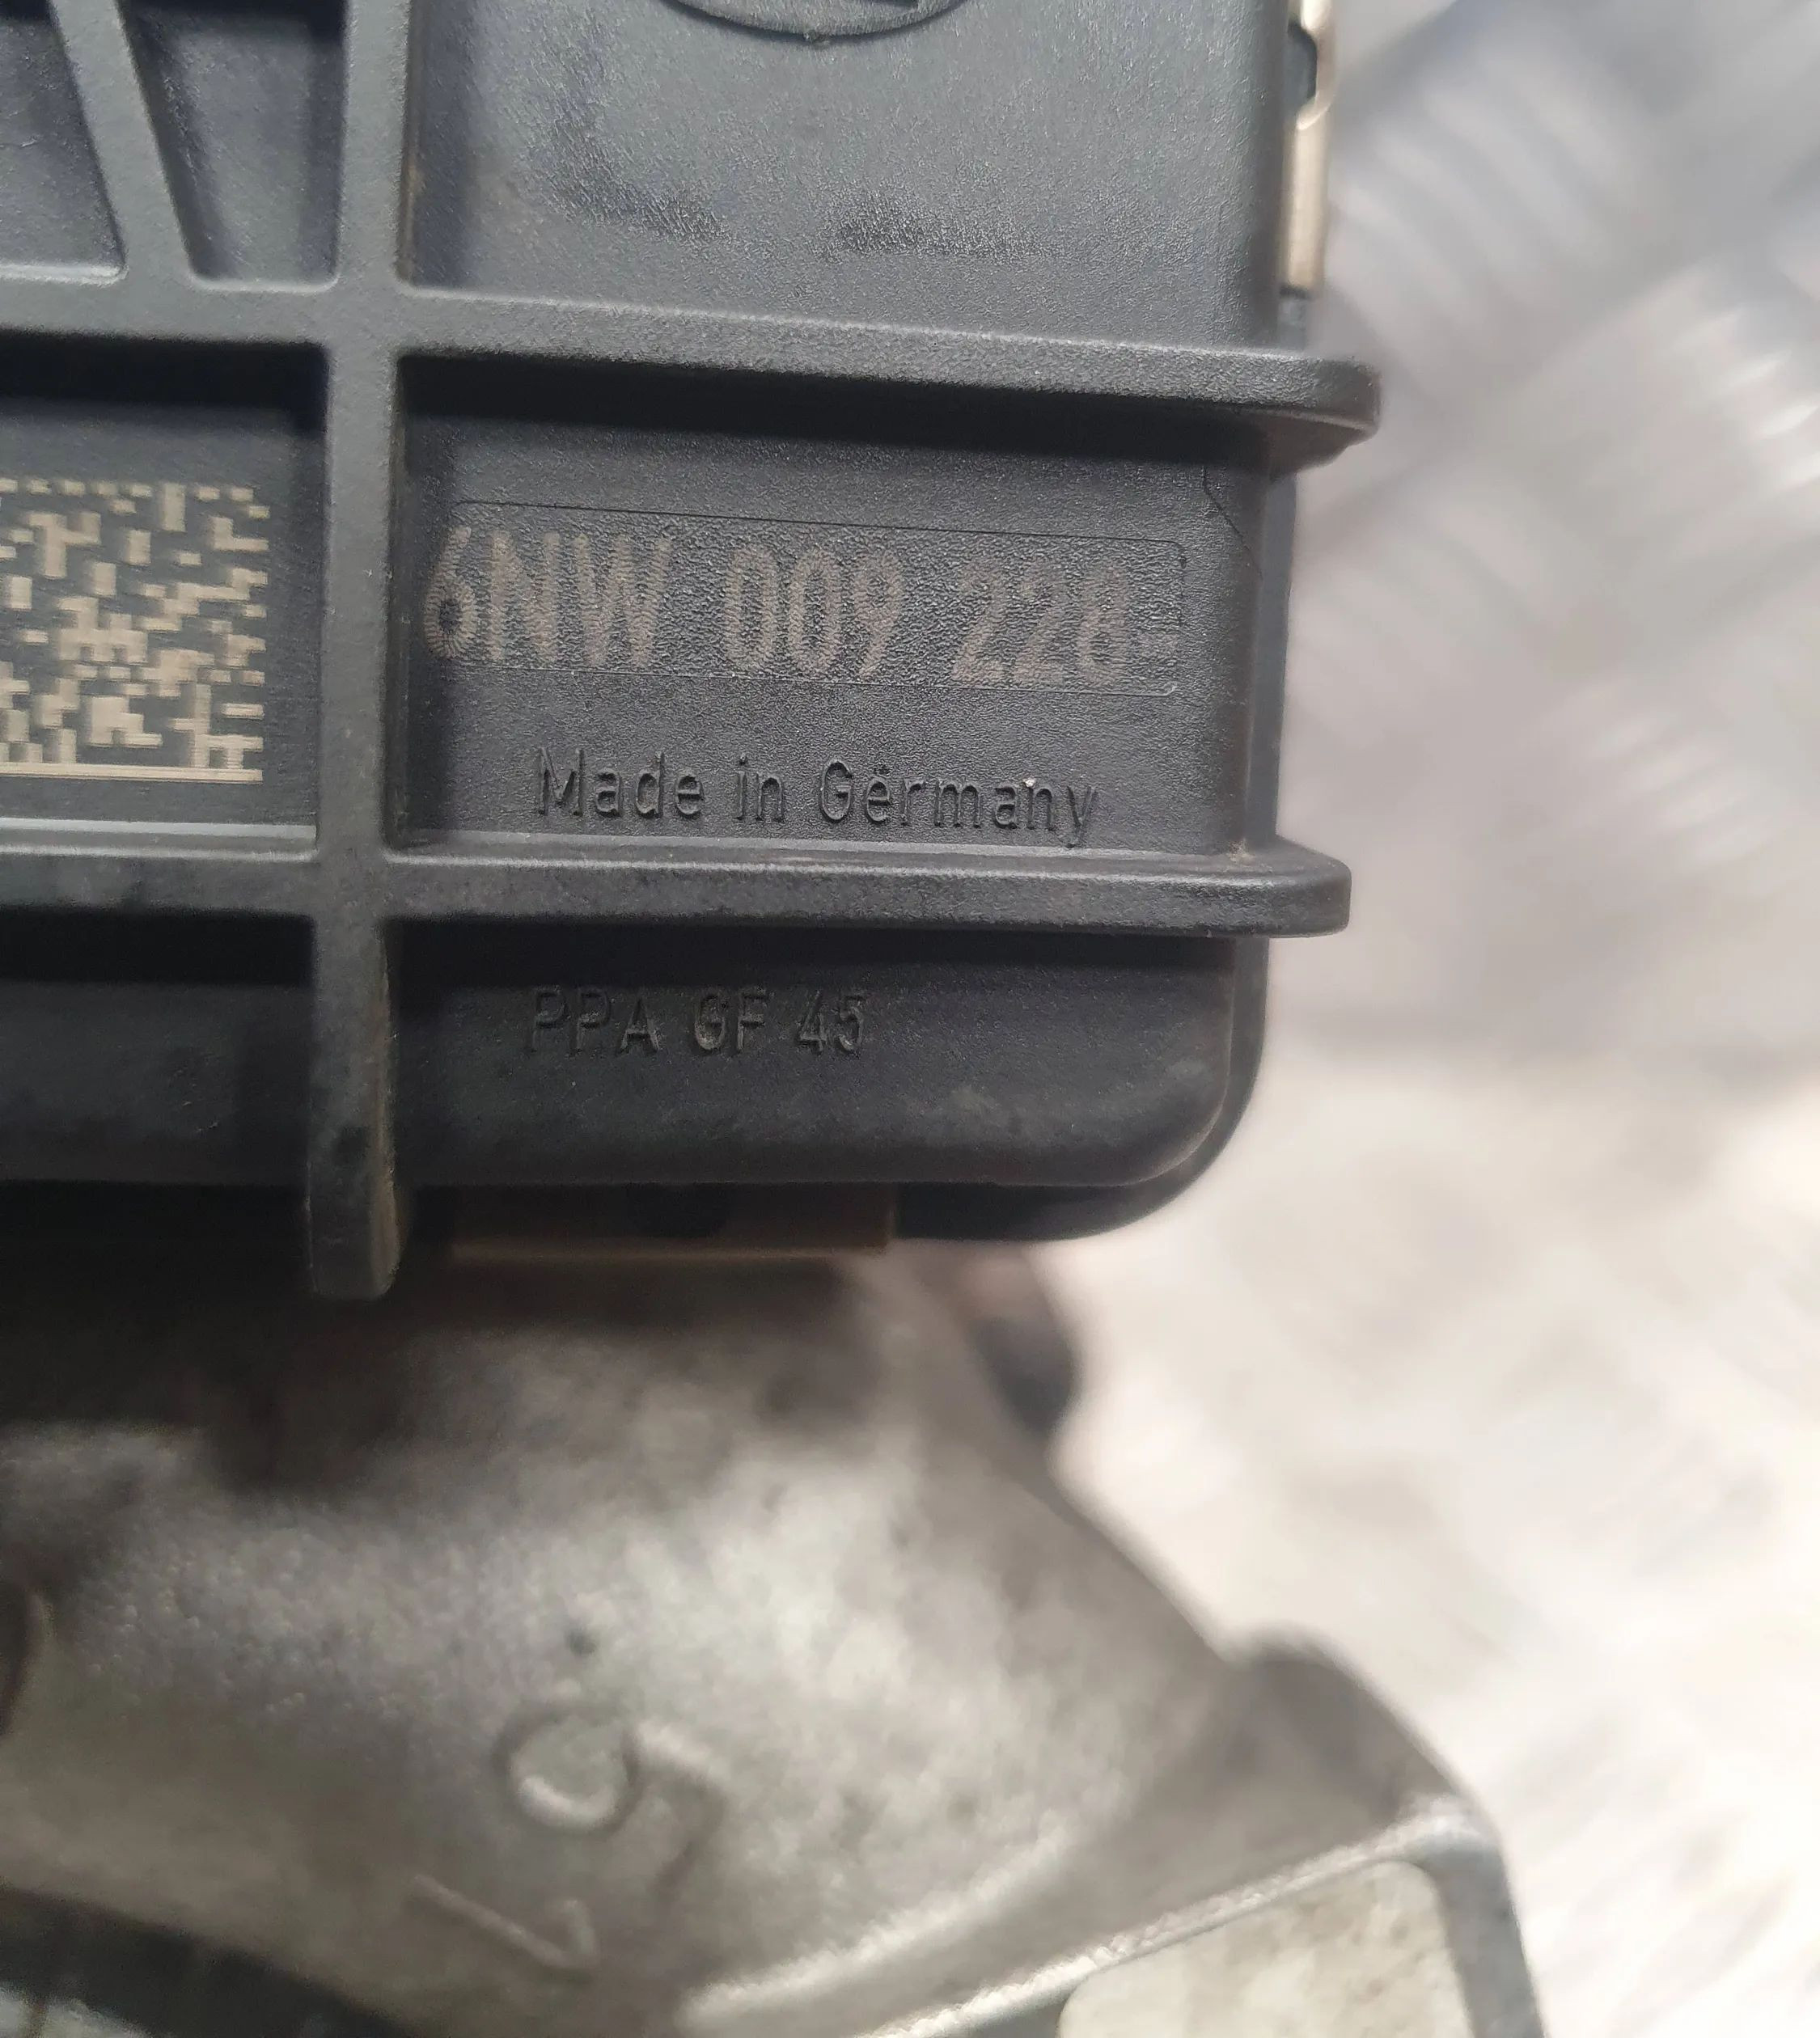 6NW 009 228-
Made in Germany
PPA GF 45